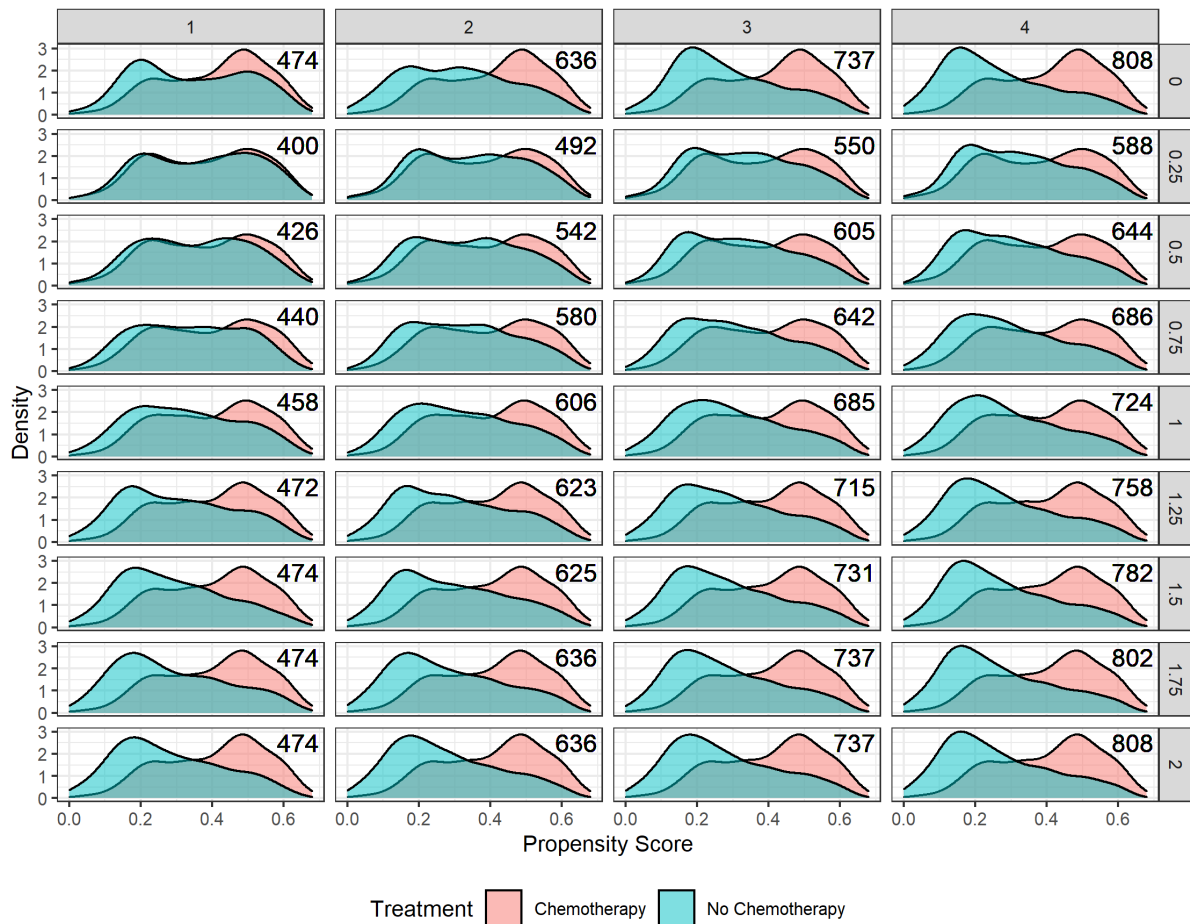 1 2 3 4
3 2 1 0 474 636 737 808 0
3 2 1 0 400 492 550 588 0.25
3 2 1 0 426 542 605 644 0.5
3 2 1 0 440 580 642 686 0.75
3 2 1 0 458 606 685 724 1
3 2 1 0 472 623 715 758 1.25
3 2 1 0 474 625 731 782 1.5
3 2 1 0 474 636 737 802 1.75
3 2 1 0 474 636 737 808 2
Density
0.0 0.2 0.4 0.6 0.0 0.2 0.4 0.6 0.0 0.2 0.4 0.6 0.0 0.2 0.4 0.6
Propensity Score
Treatment Chemotherapy No Chemotherapy